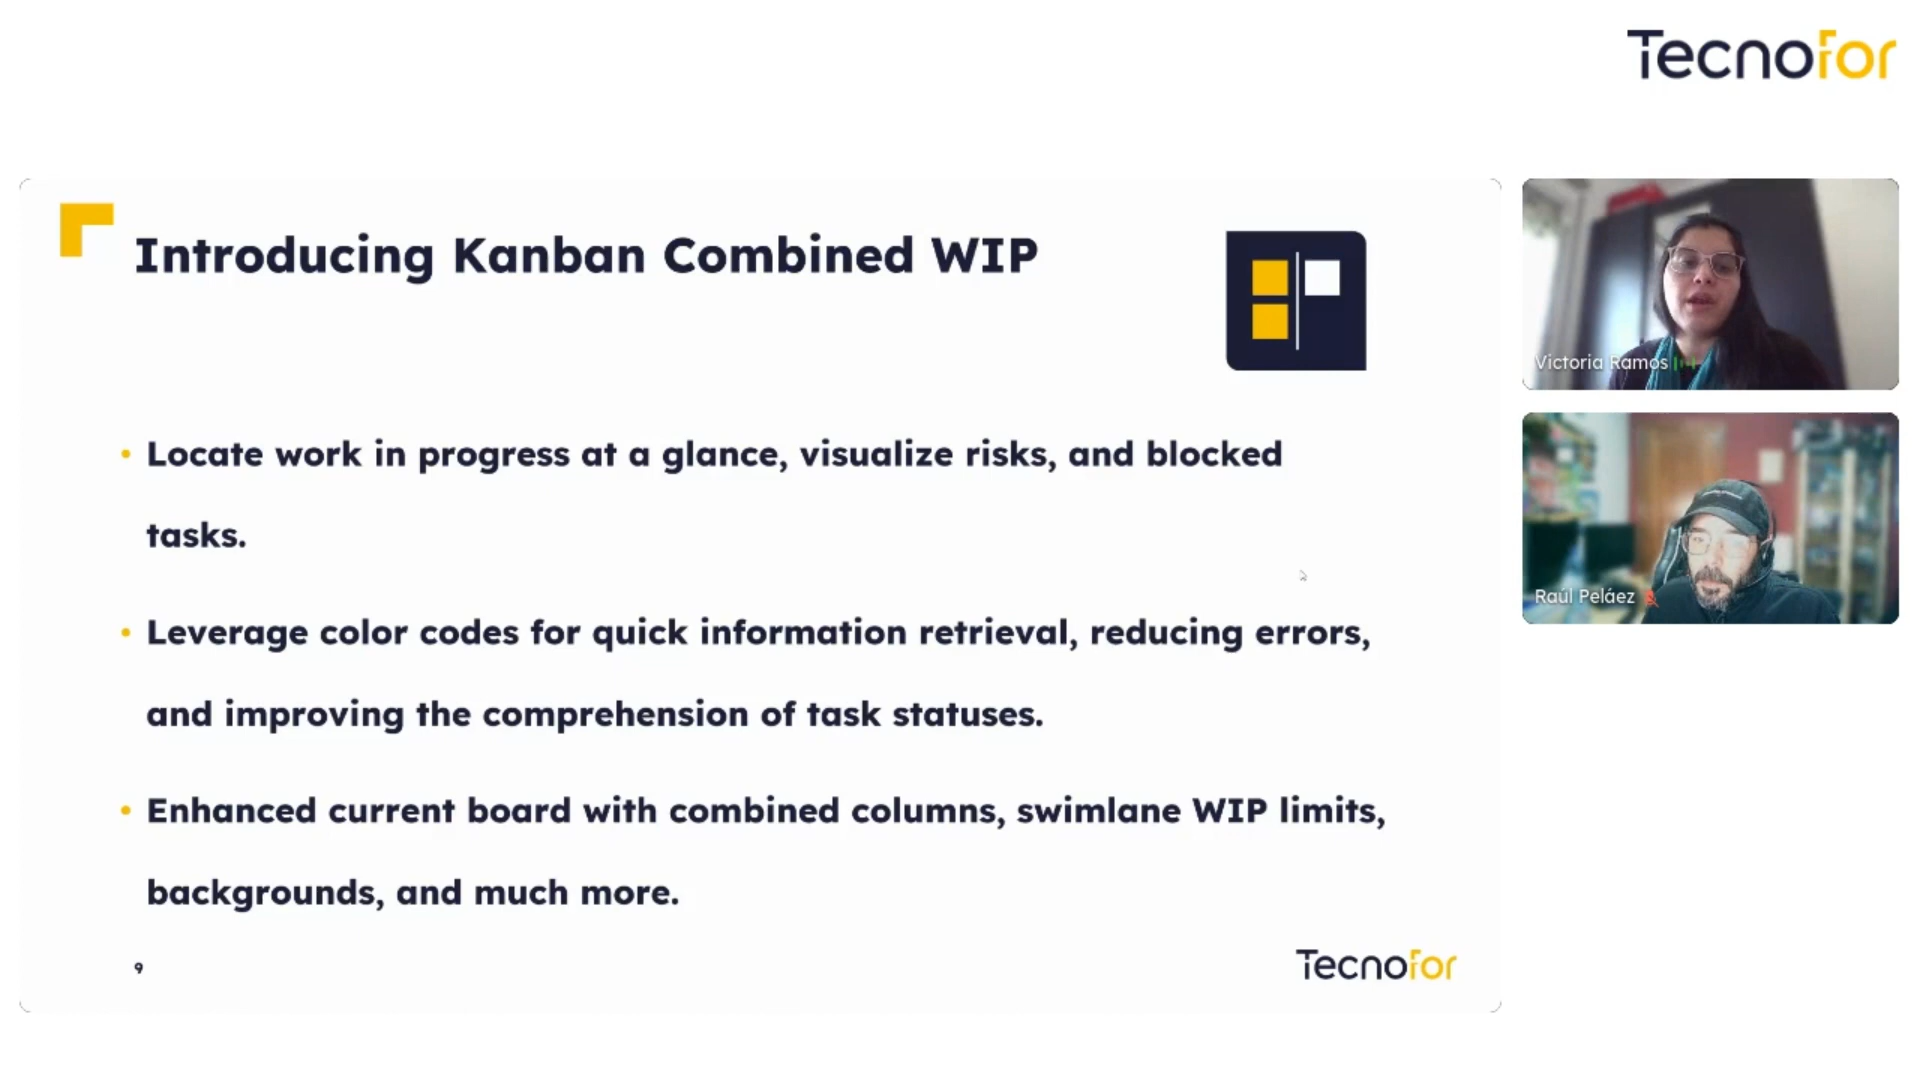 Tecnofor
Introducing Kanban Combined WIP
• Locate work in progress at a glance, visualize risks, and blocked
tasks.
• Leverage color codes for quick information retrieval, reducing errors,
and improving the comprehension of task statuses.
• Enhanced current board with combined columns, swimlane WIP limits,
backgrounds, and much more.
9
Tecnofor
Victoria Ramos
Raúl Peláez